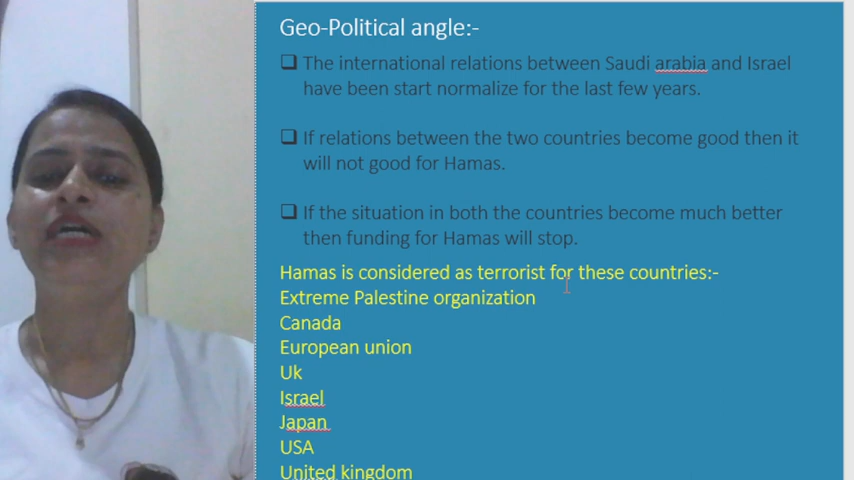 Geo-Political angle:-
❑ The international relations between Saudi arabia and Israel
have been start normalize for the last few years.
❑ If relations between the two countries become good then it
will not good for Hamas.
❑ If the situation in both the countries become much better
then funding for Hamas will stop.
Hamas is considered as terrorist for these countries:-
Extreme Palestine organization
Canada
European union
Uk
Israel
Japan
USA
United kingdom